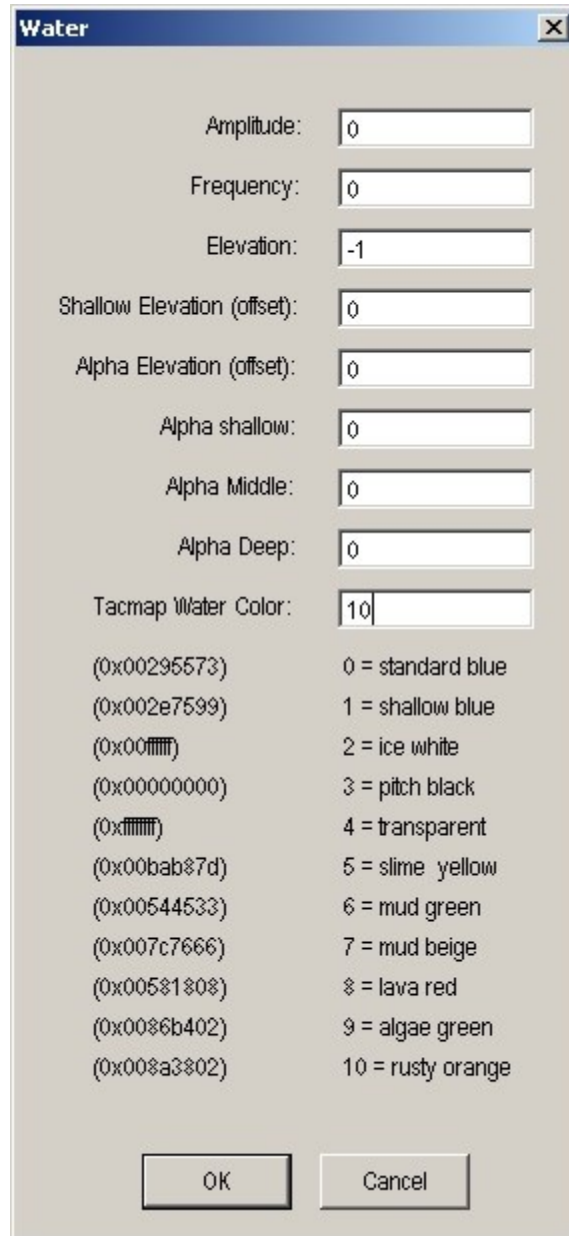 Water
Amplitude: 0
Frequency: 0
Elevation: -1
Shallow Elevation (offset): 0
Alpha Elevation (offset): 0
Alpha shallow: 0
Alpha Middle: 0
Alpha Deep: 0
Tacmap Water Color: 10
(0x00295573) 0 = standard blue
(0x002e7599) 1 = shallow blue
(0x00ffffff) 2 = ice white
(0x00000000) 3 = pitch black
(0xffffffff) 4 = transparent
(0x00bab87d) 5 = slime yellow
(0x00544533) 6 = mud green
(0x007c7666) 7 = mud beige
(0x00581808) 8 = lava red
(0x0086b402) 9 = algae green
(0x008a3802) 10 = rusty orange
OK Cancel